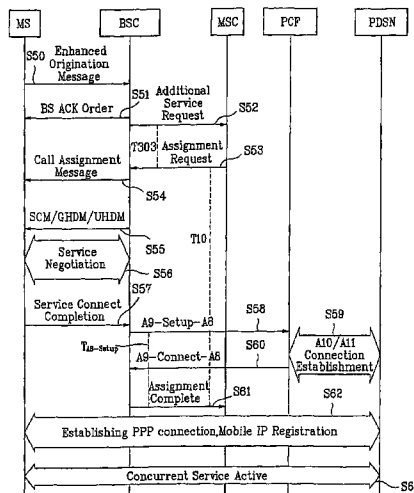 MS
BSC
MSC
PCF
PDSN
S50
Enhanced
Origination
Message
BS ACK Order
S51
Additional
Service
Request
S52
T303
Assignment
Request
S53
Call Assignment
Message
S54
SCM/GHDM/UHDM
S55
T10
Service
Negotiation
S56
Service Connect
Completion
S57
A9-Setup-A8
S58
S59
A10/A11
Connection
Establishment
TA8-Setup
A9-Connect-A8
S60
Assignment
Complete
S61
S62
Establishing PPP connection,Mobile IP Registration
Concurrent Service Active
S6